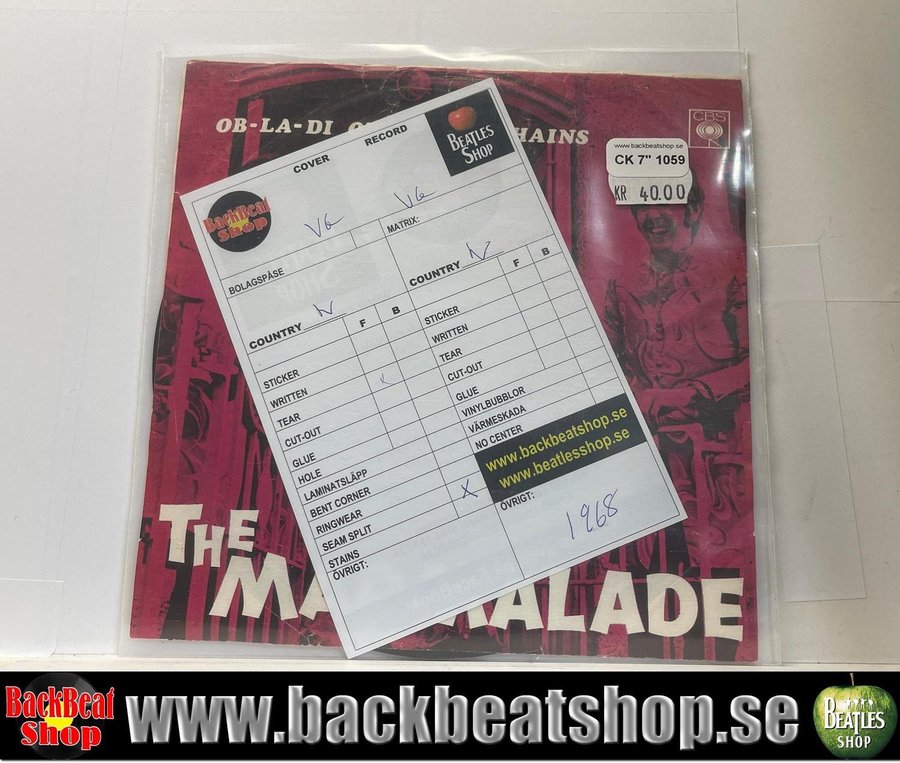 OB-LA-DI O
HAINS
CBS
www.backbeatshop.se
CK 7" 1059
KR 40.00
COVER
RECORD
BEATLES
SHOP
BackBeat
Shop
VG
VG
BOLAGSPÅSE
MATRIX:
COUNTRY N
COUNTRY N
F
B
F
B
STICKER
WRITTEN
TEAR
CUT-OUT
GLUE
HOLE
LAMINATSLÄPP
BENT CORNER
RINGWEAR
SEAM SPLIT X
STAINS
ÖVRIGT:
STICKER
WRITTEN
TEAR
CUT-OUT
GLUE
VINYLBUBBLOR
VÄRMESKADA
NO CENTER
www.backbeatshop.se
www.beatlesshop.se
ÖVRIGT:
1968
THE
MA
ALADE
BackBeat
Shop
www.backbeatshop.se
BEATLES
SHOP